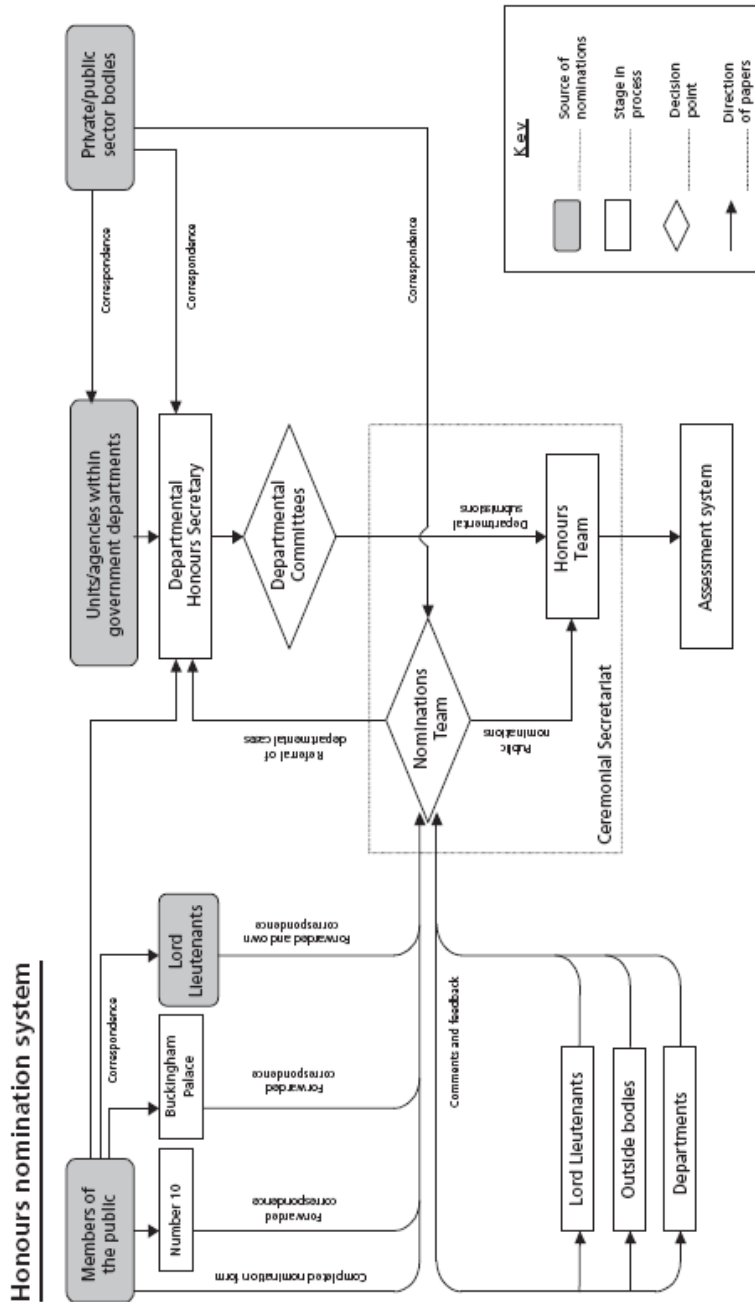 Honours nomination system
Members of
the public
Units/agencies within
government departments
Private/public
sector bodies
Correspondence
Correspondence
Correspondence
Correspondence
Number 10
Buckingham
Palace
Lord
Lieutenants
Departmental
Honours Secretary
Departmental
Committees
Completed nomination form
Forwarded
correspondence
Forwarded
correspondence
Forwarded and own
correspondence
Referral of
departmental cases
Nominations
Team
Public
nominations
Departmental
submissions
Honours
Team
Ceremonial Secretariat
Comments and feedback
Lord Lieutenants
Outside bodies
Departments
Assessment system
Key
Source of
nominations
Stage in
process
Decision
point
Direction
of papers